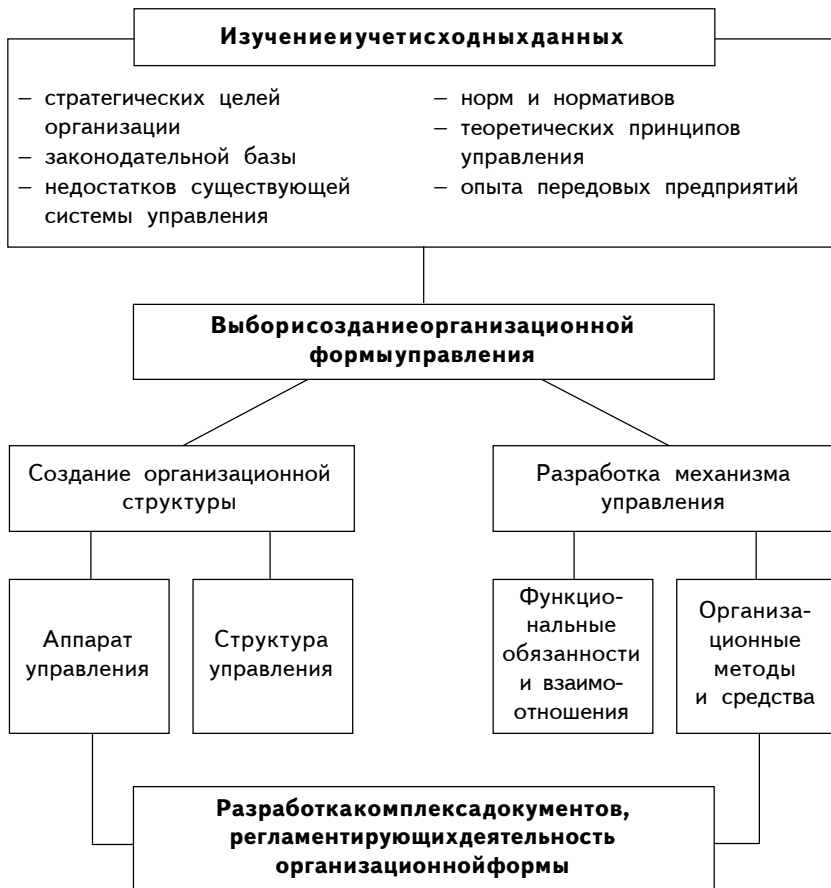 Изучениеиучетисходныхданных
– стратегических целей
организации
– законодательной базы
– недостатков существующей
системы управления
– норм и нормативов
– теоретических принципов
управления
– опыта передовых предприятий
Выборисозданиеорганизационной
формыуправления
Создание организационной
структуры
Разработка механизма
управления
Аппарат
управления
Структура
управления
Функцио-
нальные
обязанности
и взаимо-
отношения
Организа-
ционные
методы
и средства
Разработкакомплексадокументов,
регламентирующихдеятельность
организационнойформы